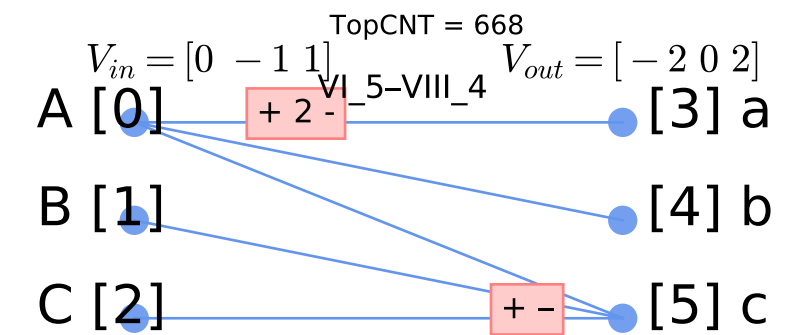 TopCNT = 668
V_in = [0 −1 1] V_out = [−2 0 2]
VI_5–VIII_4
A [0] + 2 - [3] a
B [1] [4] b
C [2] + – [5] c